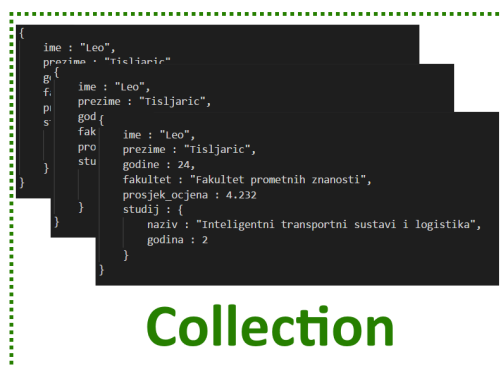 {
ime : "Leo",
prezime : "Tisljaric"
{
ime : "Leo",
prezime : "Tisljaric",
{
ime : "Leo",
prezime : "Tisljaric",
godine : 24,
fakultet : "Fakultet prometnih znanosti",
prosjek_ocjena : 4.232
studij : {
naziv : "Inteligentni transportni sustavi i logistika",
godina : 2
}
}
}
}
}
}
Collection